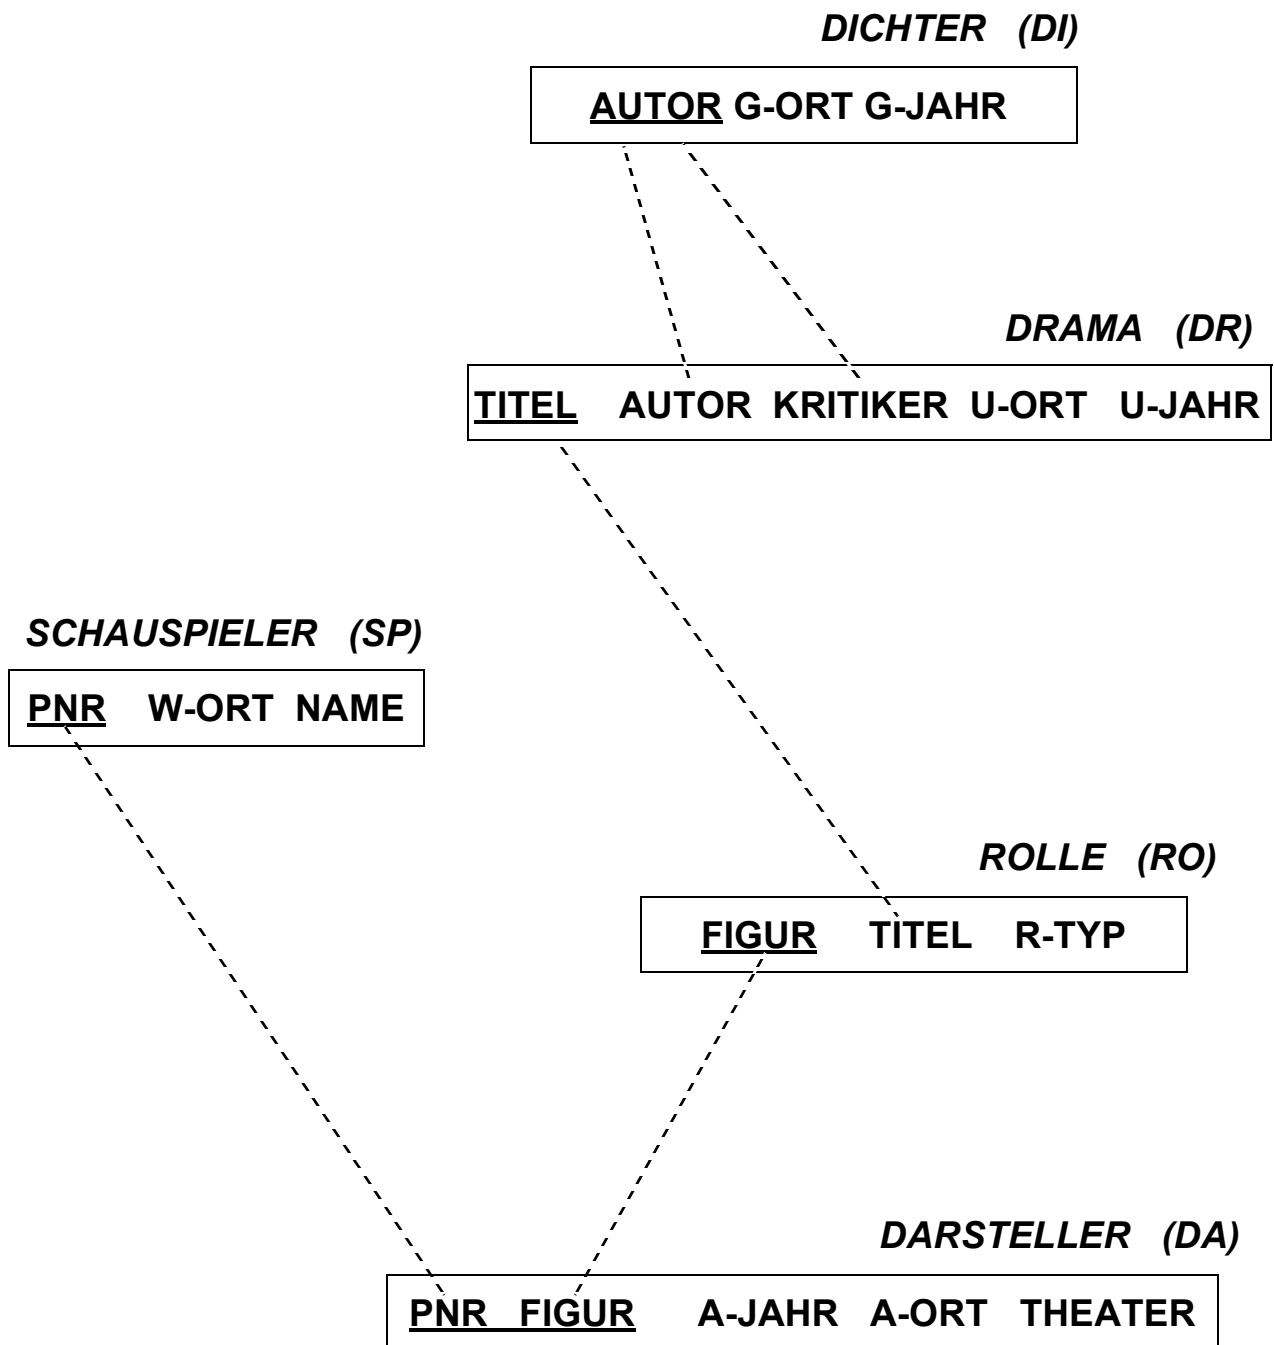 DICHTER (DI)
AUTOR G-ORT G-JAHR
DRAMA (DR)
TITEL AUTOR KRITIKER U-ORT U-JAHR
SCHAUSPIELER (SP)
PNR W-ORT NAME
ROLLE (RO)
FIGUR TITEL R-TYP
DARSTELLER (DA)
PNR FIGUR A-JAHR A-ORT THEATER